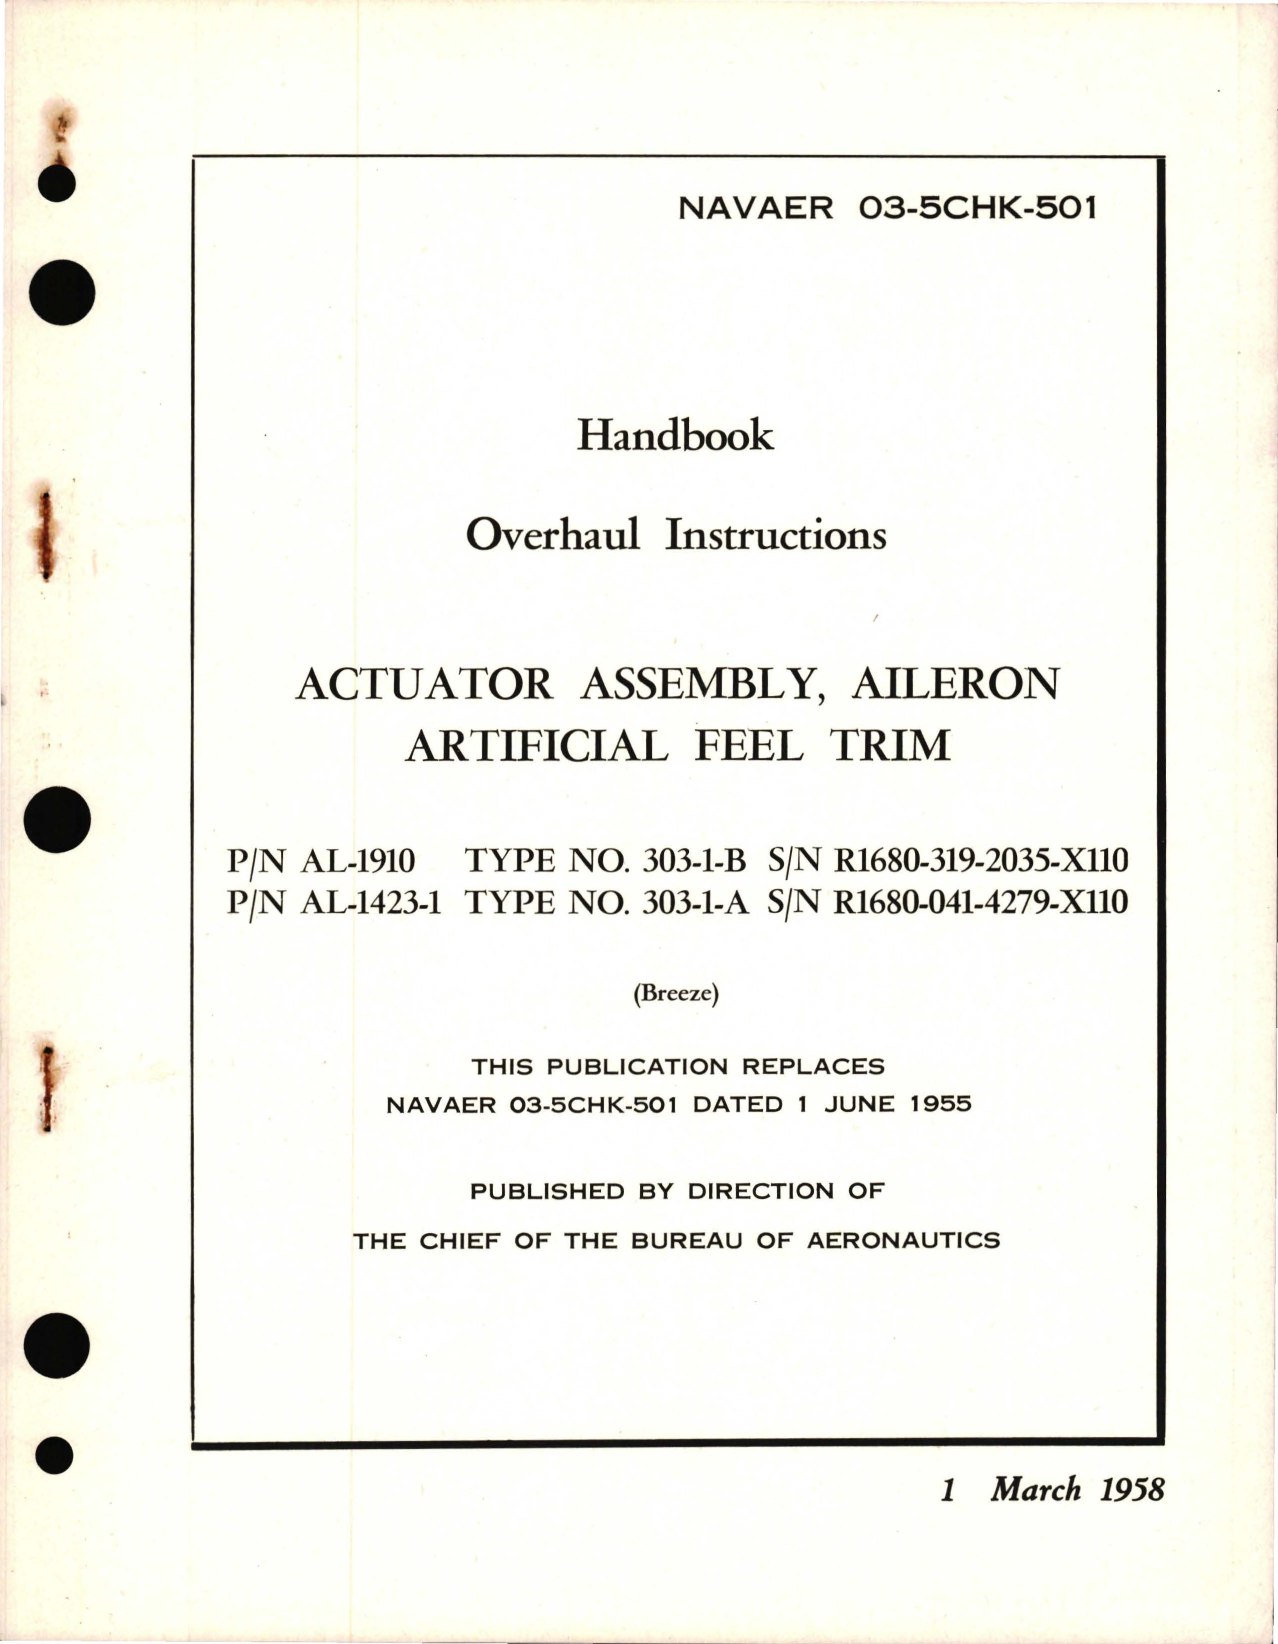 NAVAER 03-5CHK-501
Handbook
Overhaul Instructions
ACTUATOR ASSEMBLY, AILERON
ARTIFICIAL FEEL TRIM
P/N AL-1910 TYPE NO. 303-1-B S/N R1680-319-2035-X110
P/N AL-1423-1 TYPE NO. 303-1-A S/N R1680-041-4279-X110
(Breeze)
THIS PUBLICATION REPLACES
NAVAER 03-5CHK-501 DATED 1 JUNE 1955
PUBLISHED BY DIRECTION OF
THE CHIEF OF THE BUREAU OF AERONAUTICS
1 March 1958